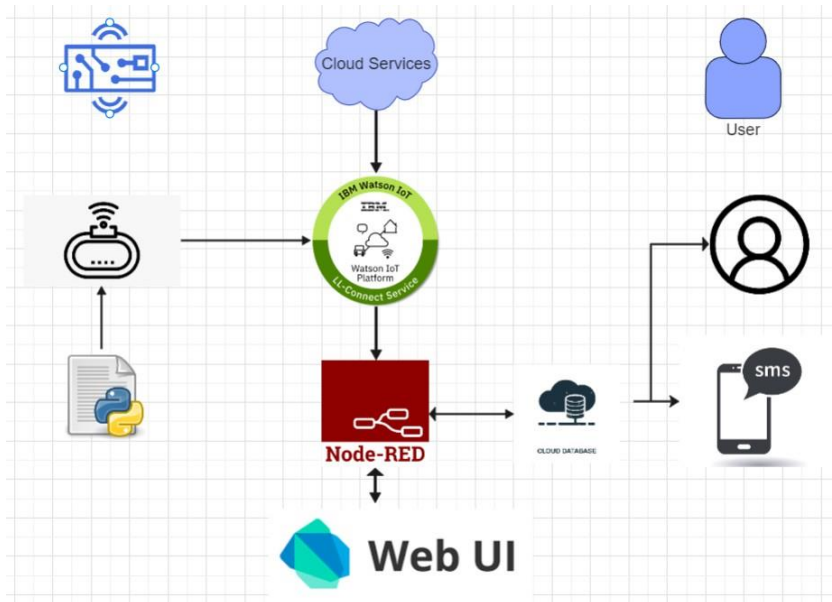 Cloud Services
User
IBM Watson IoT
IBM
Watson IoT
Platform
LL-Connect Service
sms
Node-RED
CLOUD DATABASE
Web UI